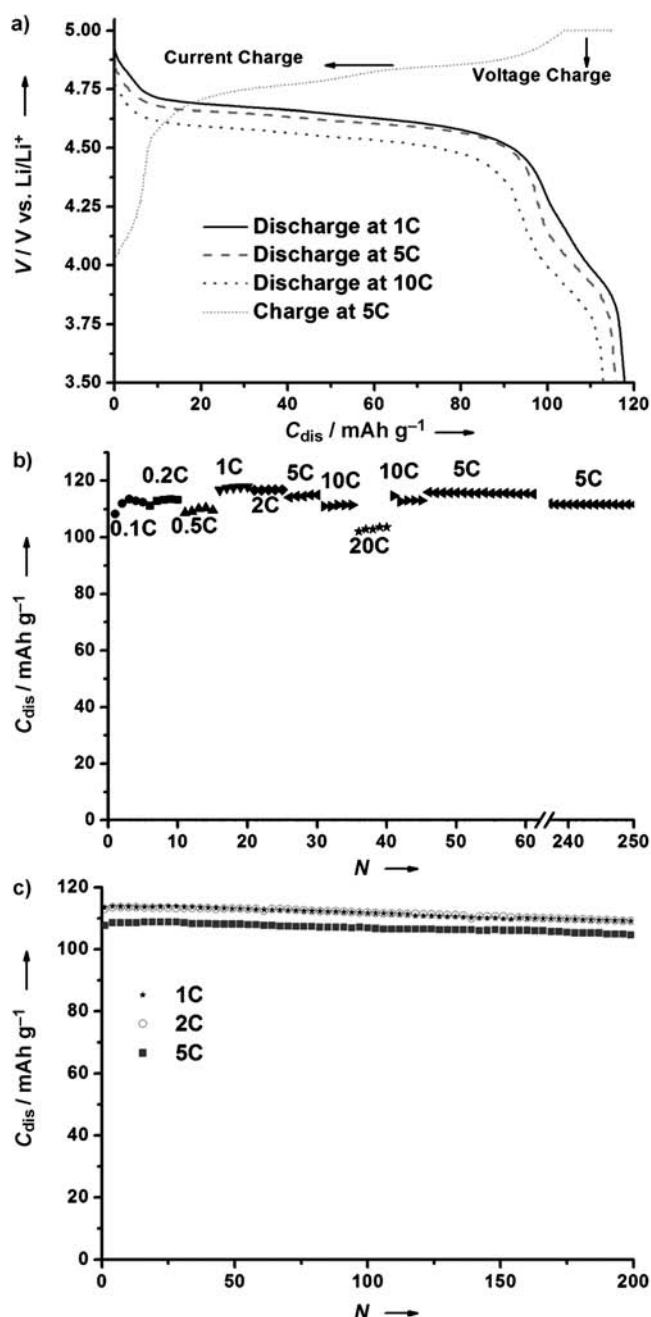 a)
5.00
4.75
4.50
4.25
4.00
3.75
3.50
V / V vs. Li/Li⁺
Current Charge
Voltage Charge
Discharge at 1C
Discharge at 5C
Discharge at 10C
Charge at 5C
0 20 40 60 80 100 120
C_dis / mAh g⁻¹
b)
120
100
80
60
40
20
0
C_dis / mAh g⁻¹
0.1C
0.2C
0.5C
1C
2C
5C
10C
20C
10C
5C
5C
0 10 20 30 40 50 60 240 250
N
c)
120
100
80
60
40
20
0
C_dis / mAh g⁻¹
1C
2C
5C
0 50 100 150 200
N